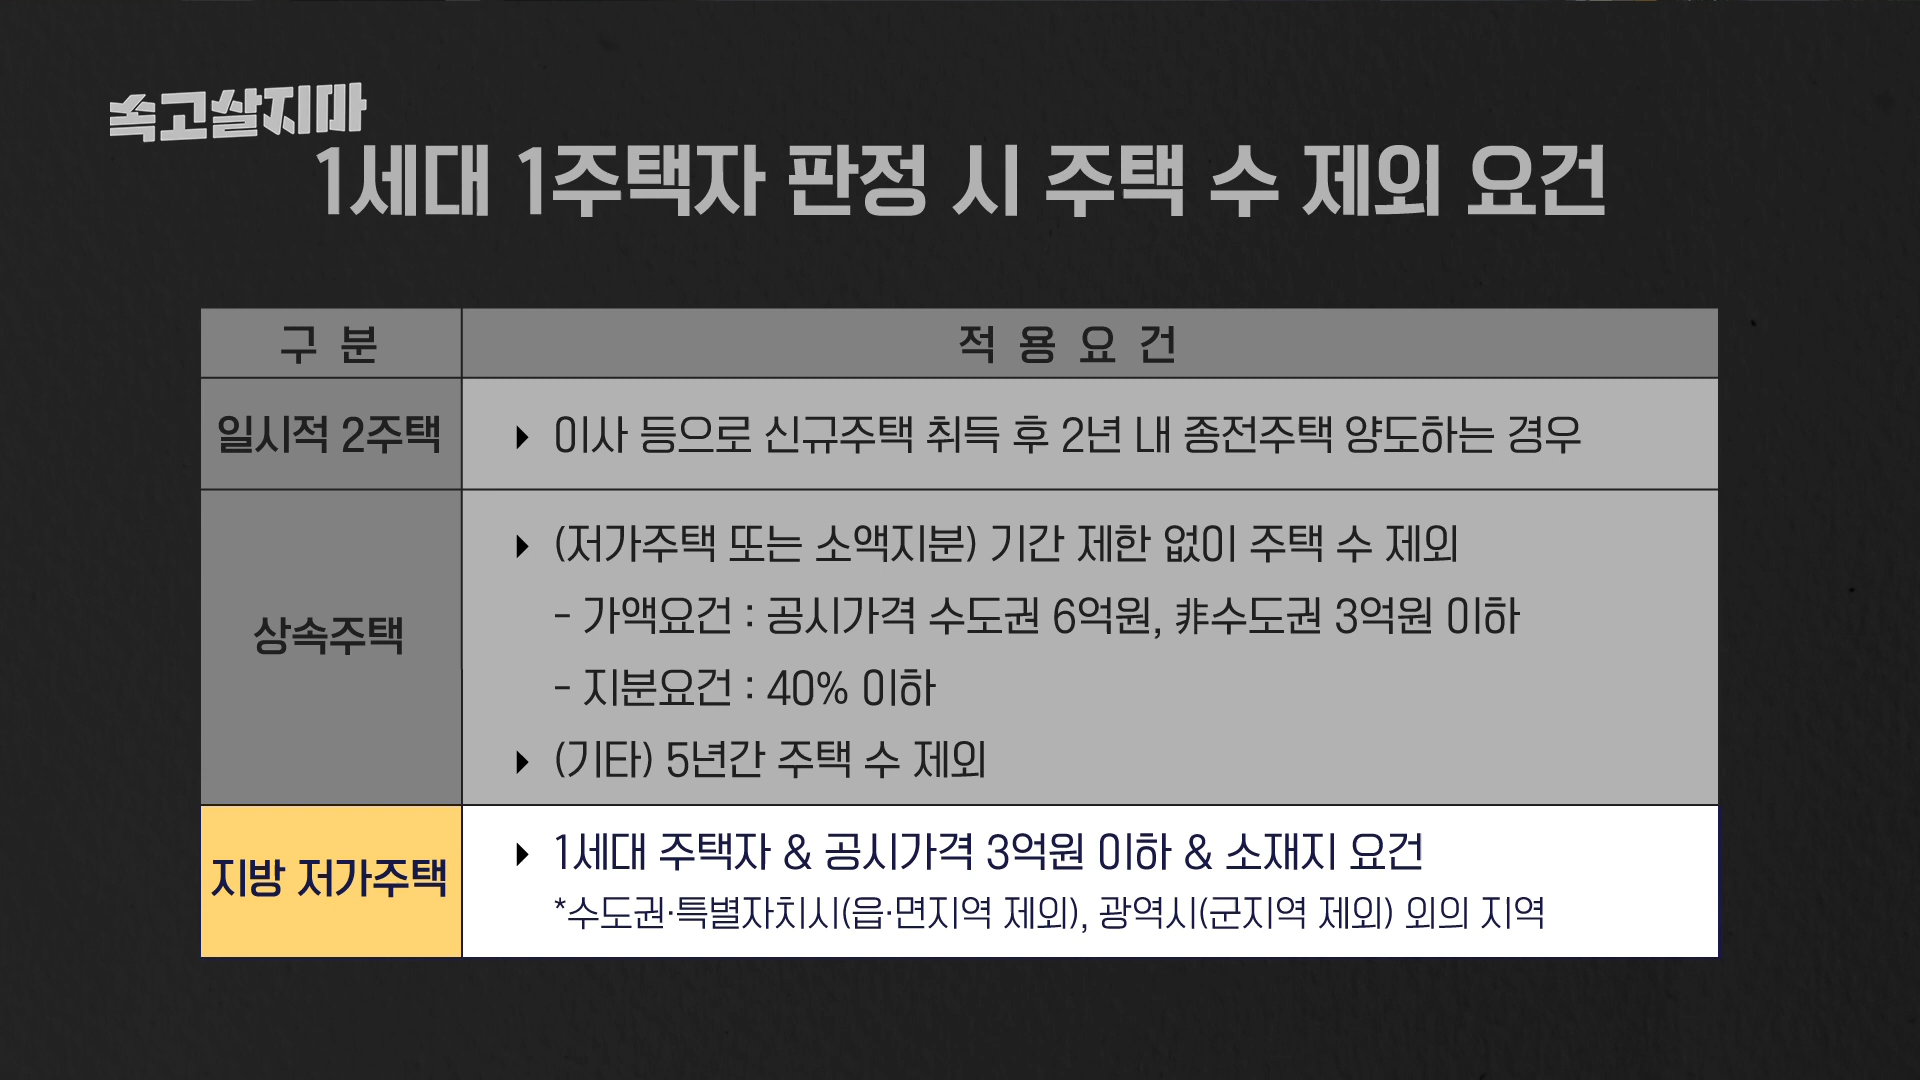 속고살지마
1세대 1주택자 판정 시 주택 수 제외 요건
구 분
적 용 요 건
일시적 2주택
이사 등으로 신규주택 취득 후 2년 내 종전주택 양도하는 경우
상속주택
(저가주택 또는 소액지분) 기간 제한 없이 주택 수 제외
- 가액요건 : 공시가격 수도권 6억원, 非수도권 3억원 이하
- 지분요건 : 40% 이하
(기타) 5년간 주택 수 제외
지방 저가주택
1세대 주택자 & 공시가격 3억원 이하 & 소재지 요건
*수도권·특별자치시(읍·면지역 제외), 광역시(군지역 제외) 외의 지역